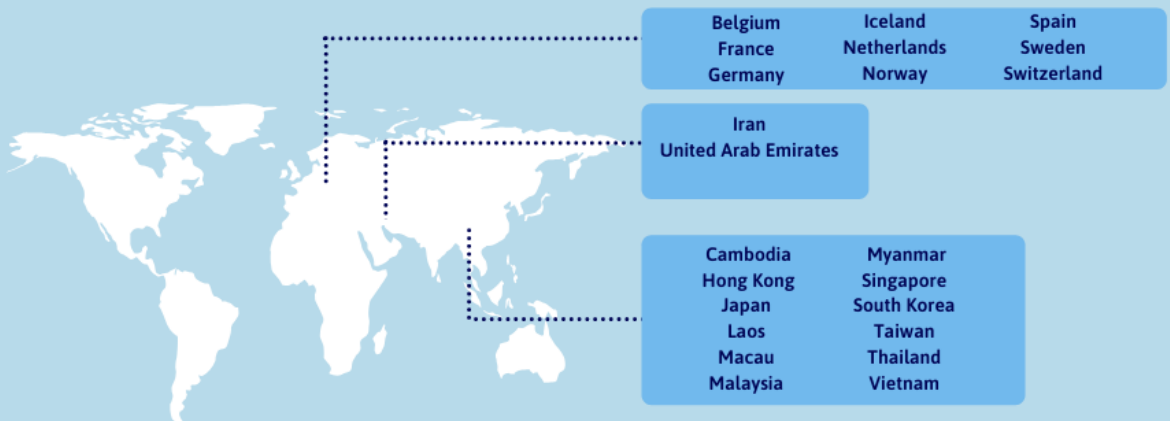 Belgium
Iceland
Spain
France
Netherlands
Sweden
Germany
Norway
Switzerland
Iran
United Arab Emirates
Cambodia
Myanmar
Hong Kong
Singapore
Japan
South Korea
Laos
Taiwan
Macau
Thailand
Malaysia
Vietnam